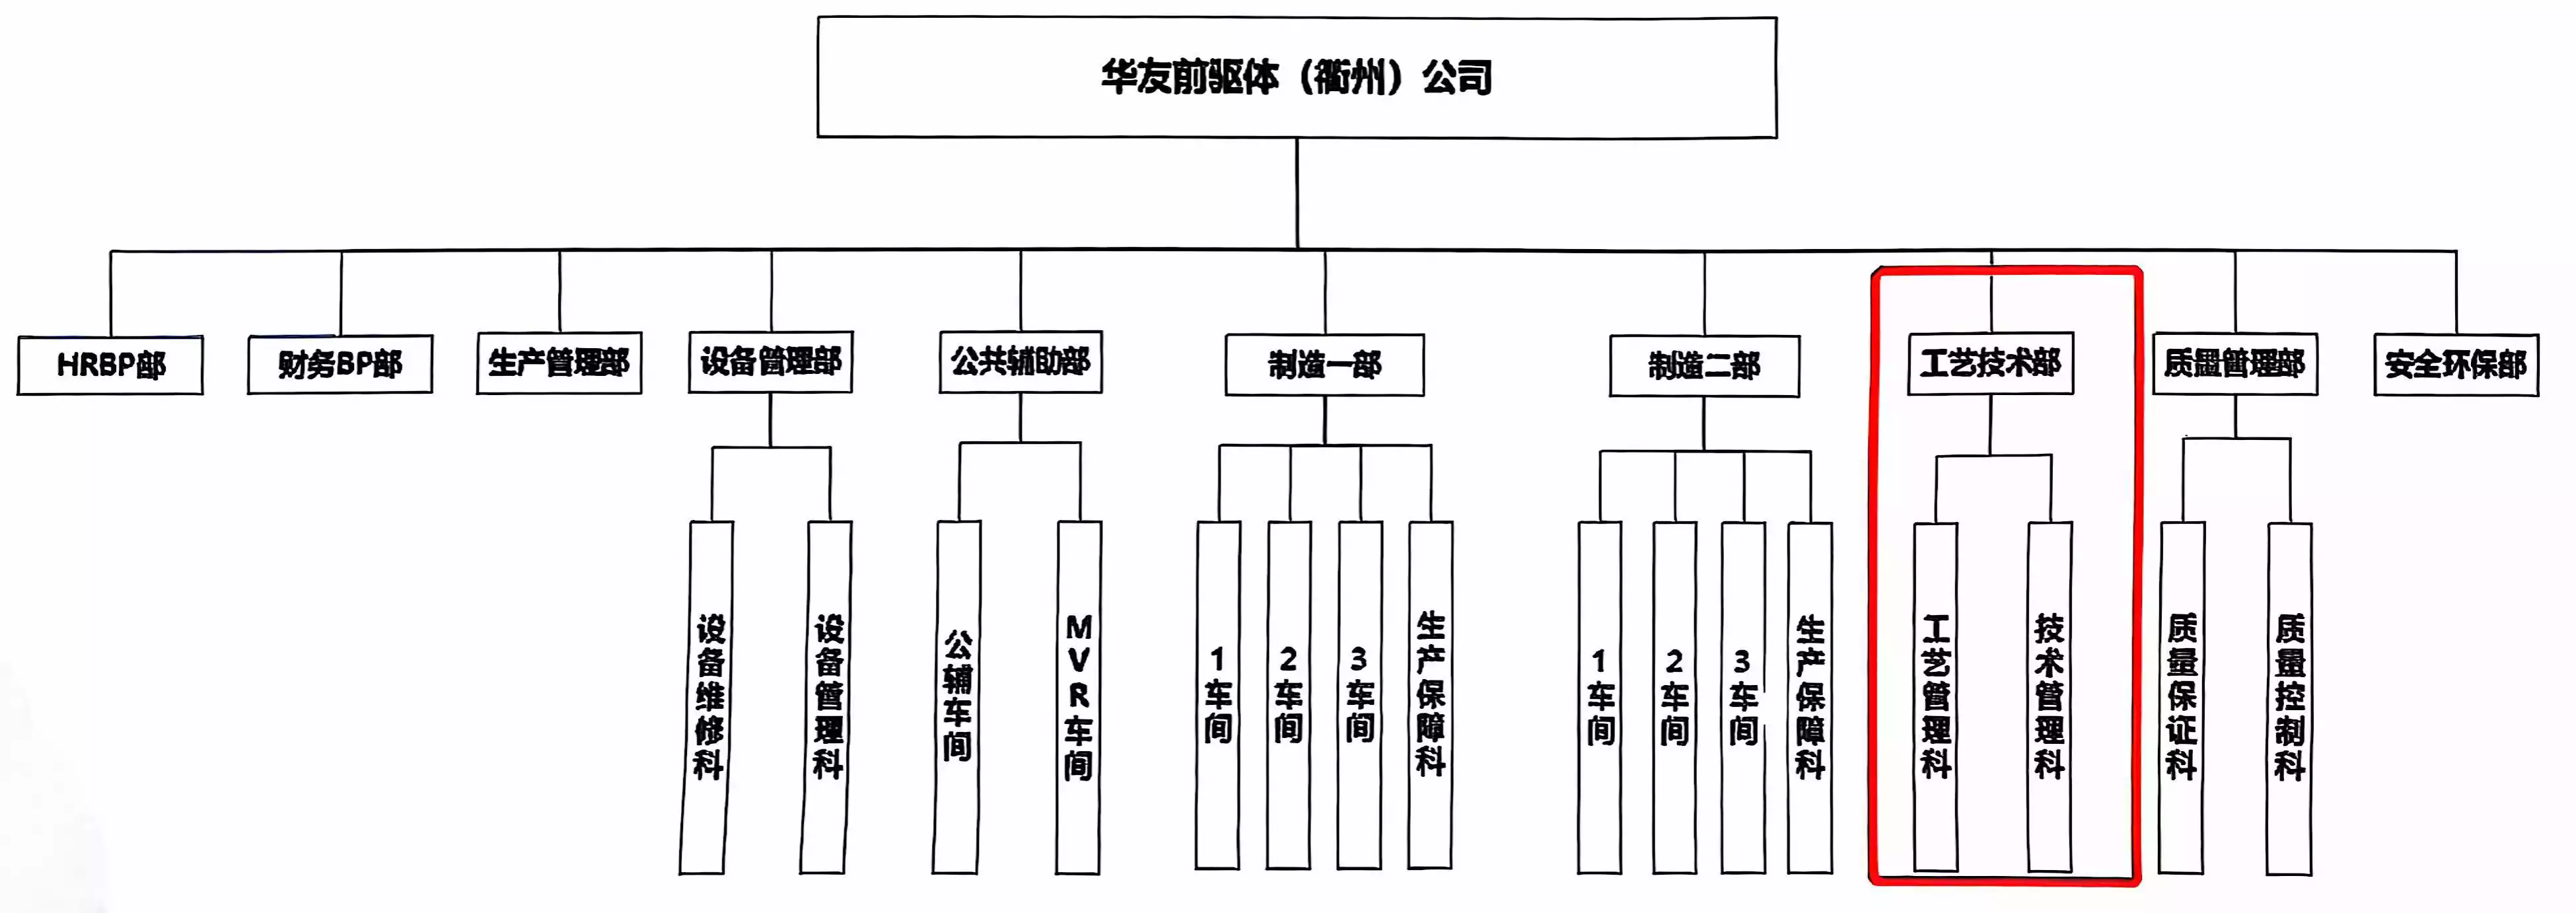 华友前驱体（衢州）公司
HRBP部
财务BP部
生产管理部
设备管理部
公共辅助部
制造一部
制造二部
工艺技术部
质量管理部
安全环保部
设备维修科
设备管理科
公辅车间
MVR车间
1车间
2车间
3车间
生产保障科
1车间
2车间
3车间
生产保障科
工艺管理科
技术管理科
质量保证科
质量控制科